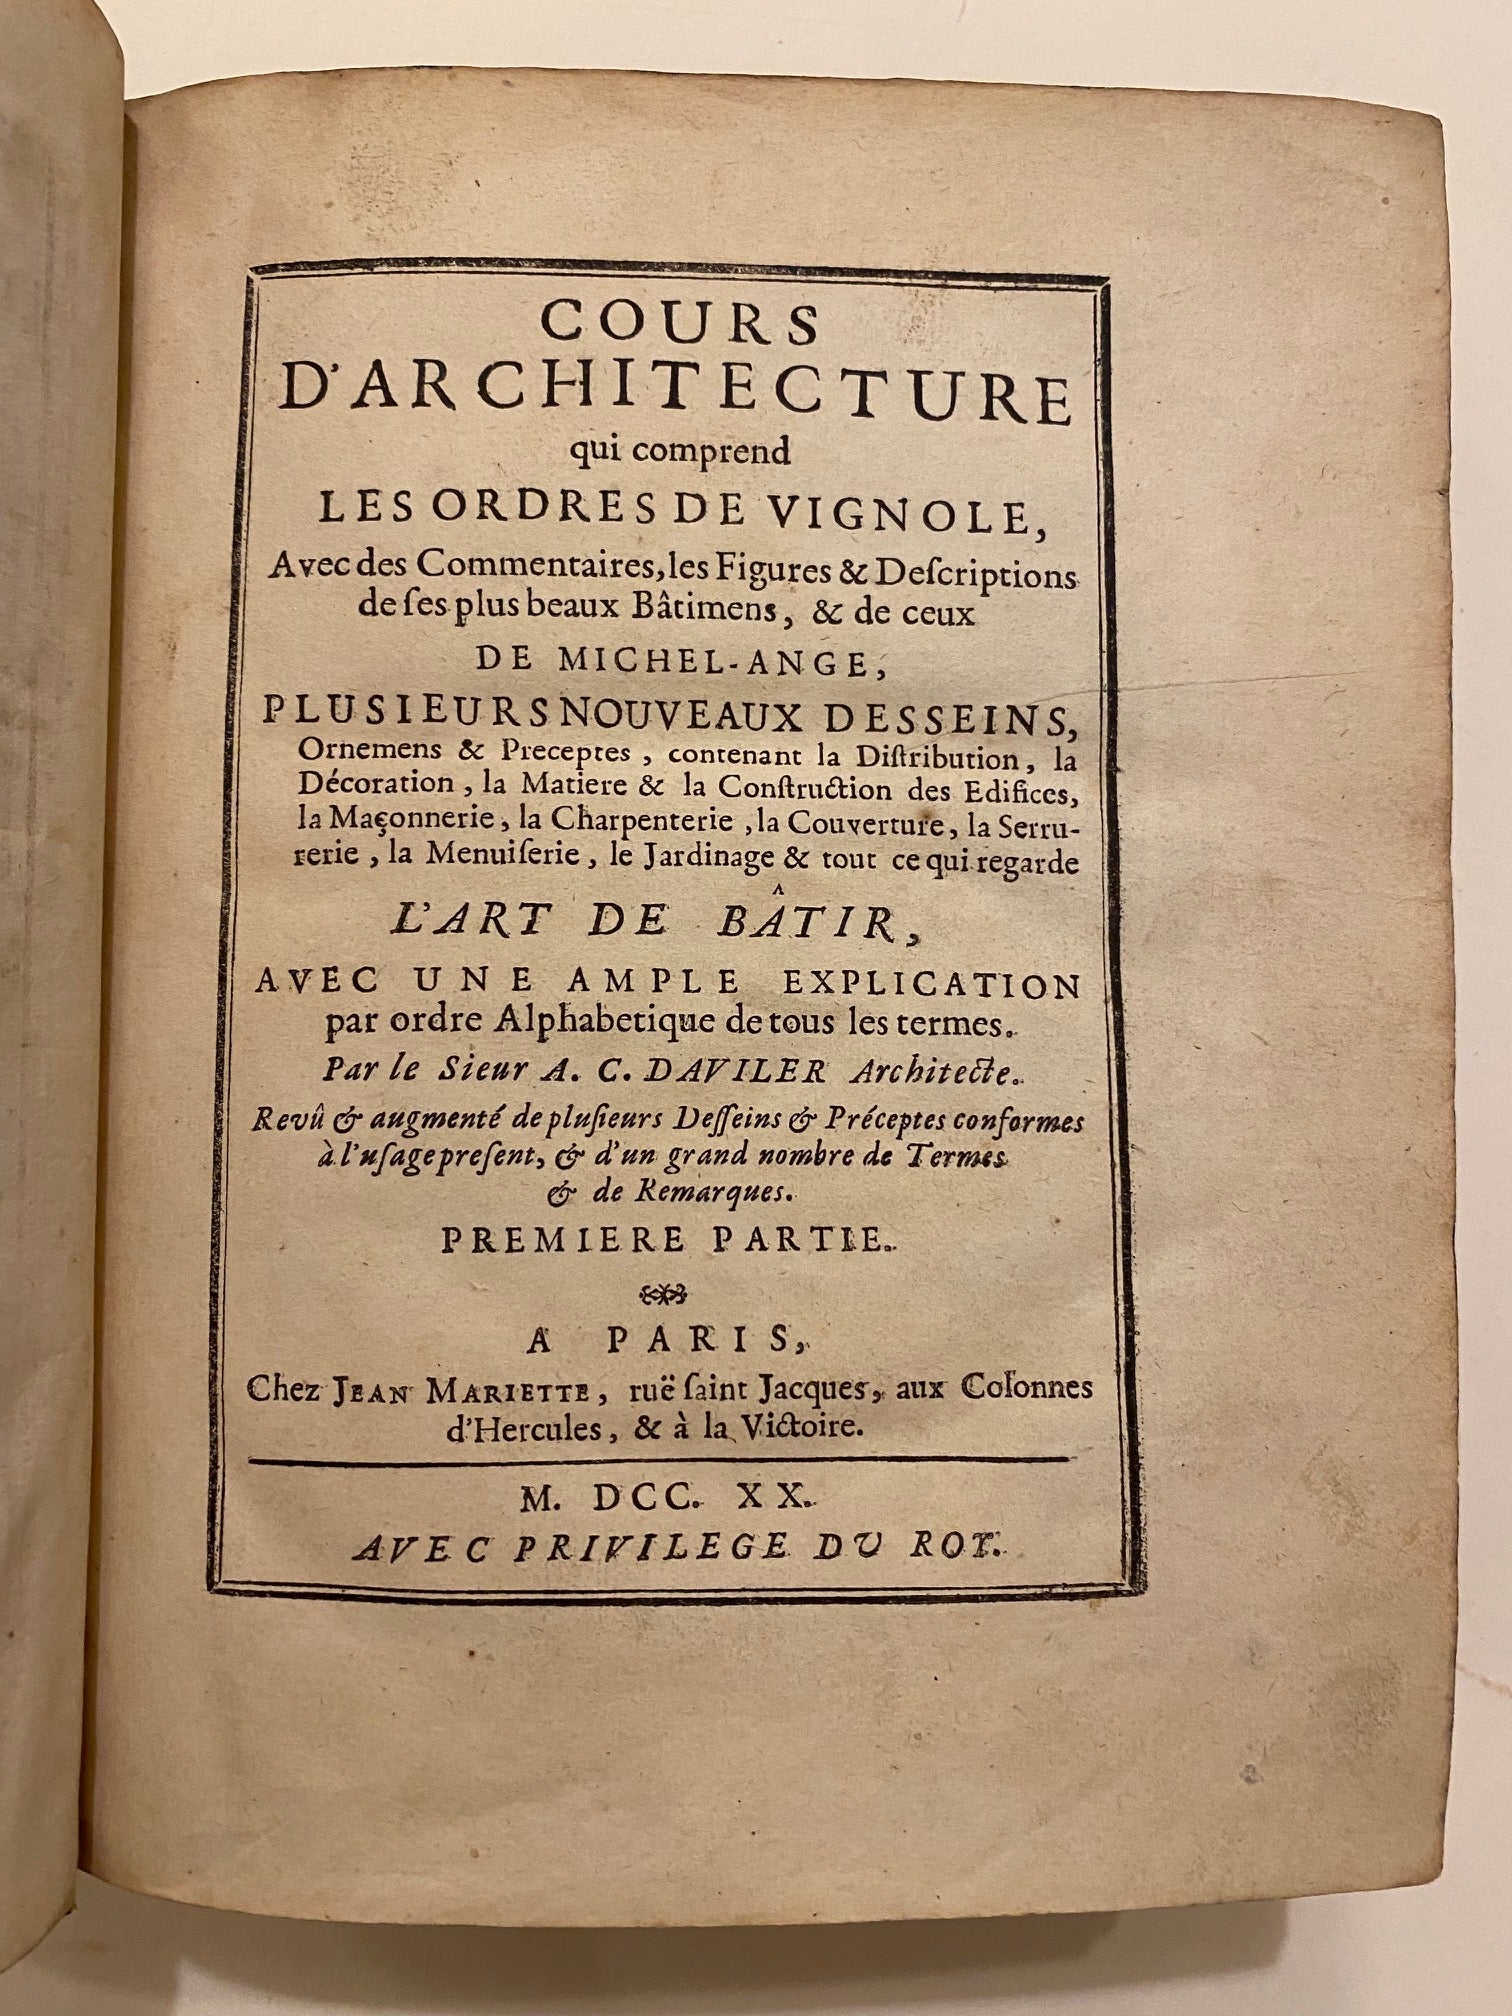 COURS
D'ARCHITECTURE
qui comprend
LES ORDRES DE VIGNOLE,
Avec des Commentaires, les Figures & Deſcriptions
de ſes plus beaux Bâtimens, & de ceux
DE MICHEL-ANGE,
PLUSIEURS NOUVEAUX DESSEINS,
Ornemens & Preceptes, contenant la Diſtribution, la
Décoration, la Matiere & la Conſtruction des Edifices,
la Maçonnerie, la Charpenterie, la Couverture, la Serru-
rerie, la Menuiſerie, le Jardinage & tout ce qui regarde
L'ART DE BÂTIR,
AVEC UNE AMPLE EXPLICATION
par ordre Alphabetique de tous les termes.
Par le Sieur A. C. DAVILER Architecte.
Revû & augmenté de pluſieurs Deſſeins & Préceptes conformes
à l'uſage preſent, & d'un grand nombre de Termes
& de Remarques.
PREMIERE PARTIE.
A PARIS,
Chez JEAN MARIETTE, ruë ſaint Jacques, aux Colonnes
d'Hercules, & à la Victoire.
M. DCC. XX.
AVEC PRIVILEGE DU ROY.